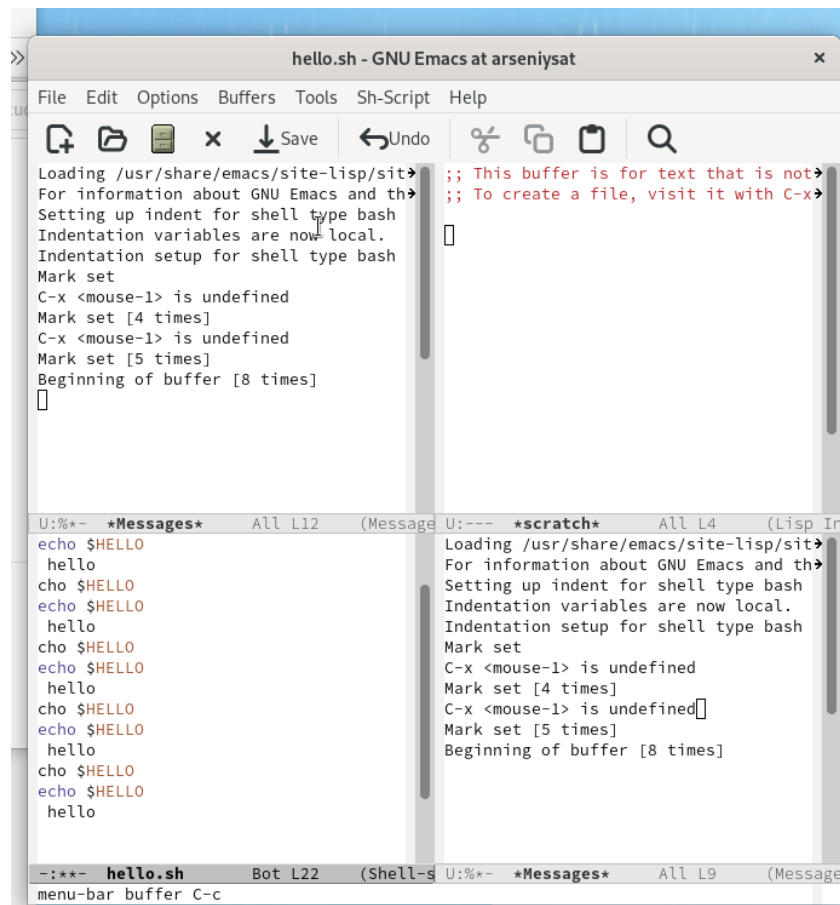 hello.sh - GNU Emacs at arseniysat
File Edit Options Buffers Tools Sh-Script Help
Save Undo
Loading /usr/share/emacs/site-lisp/sit
For information about GNU Emacs and th
Setting up indent for shell type bash
Indentation variables are now local.
Indentation setup for shell type bash
Mark set
C-x <mouse-1> is undefined
Mark set [4 times]
C-x <mouse-1> is undefined
Mark set [5 times]
Beginning of buffer [8 times]
U:%*- *Messages* All L12 (Message
;; This buffer is for text that is not
;; To create a file, visit it with C-x
U:--- *scratch* All L4 (Lisp In
echo $HELLO
hello
cho $HELLO
echo $HELLO
hello
cho $HELLO
echo $HELLO
hello
cho $HELLO
echo $HELLO
hello
cho $HELLO
echo $HELLO
hello
-:**- hello.sh Bot L22 (Shell-s
Loading /usr/share/emacs/site-lisp/sit
For information about GNU Emacs and th
Setting up indent for shell type bash
Indentation variables are now local.
Indentation setup for shell type bash
Mark set
C-x <mouse-1> is undefined
Mark set [4 times]
C-x <mouse-1> is undefined
Mark set [5 times]
Beginning of buffer [8 times]
U:%*- *Messages* All L9 (Message
menu-bar buffer C-c